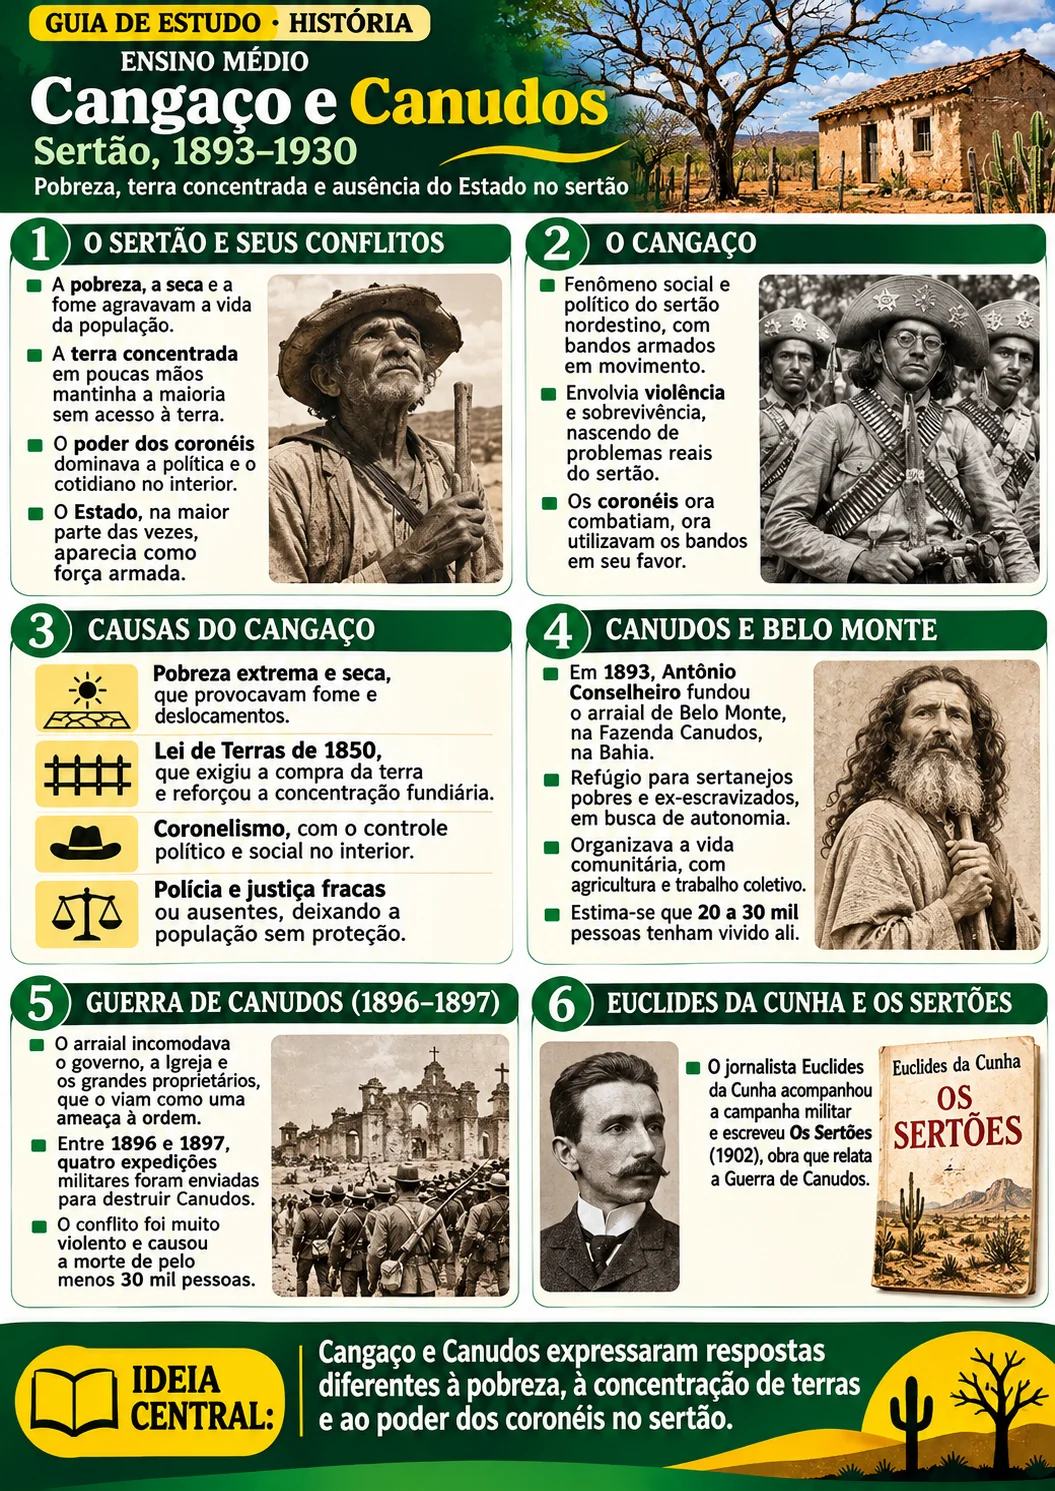 GUIA DE ESTUDO · HISTÓRIA
ENSINO MÉDIO
Cangaço e Canudos
Sertão, 1893–1930
Pobreza, terra concentrada e ausência do Estado no sertão
1 O SERTÃO E SEUS CONFLITOS
A pobreza, a seca e a
fome agravavam a vida
da população.
A terra concentrada
em poucas mãos
mantinha a maioria
sem acesso à terra.
O poder dos coronéis
dominava a política e o
cotidiano no interior.
O Estado, na maior
parte das vezes,
aparecia como
força armada.
2 O CANGAÇO
Fenômeno social e
político do sertão
nordestino, com
bandos armados
em movimento.
Envolvia violência
e sobrevivência,
nascendo de
problemas reais
do sertão.
Os coronéis ora
combatiam, ora
utilizavam os bandos
em seu favor.
3 CAUSAS DO CANGAÇO
Pobreza extrema e seca,
que provocavam fome e
deslocamentos.
Lei de Terras de 1850,
que exigiu a compra da terra
e reforçou a concentração fundiária.
Coronelismo, com o controle
político e social no interior.
Polícia e justiça fracas
ou ausentes, deixando a
população sem proteção.
4 CANUDOS E BELO MONTE
Em 1893, Antônio
Conselheiro fundou
o arraial de Belo Monte,
na Fazenda Canudos,
na Bahia.
Refúgio para sertanejos
pobres e ex-escravizados,
em busca de autonomia.
Organizava a vida
comunitária, com
agricultura e trabalho coletivo.
Estima-se que 20 a 30 mil
pessoas tenham vivido ali.
5 GUERRA DE CANUDOS (1896–1897)
O arraial incomodava
o governo, a Igreja e
os grandes proprietários,
que o viam como uma
ameaça à ordem.
Entre 1896 e 1897,
quatro expedições
militares foram enviadas
para destruir Canudos.
O conflito foi muito
violento e causou
a morte de pelo
menos 30 mil pessoas.
6 EUCLIDES DA CUNHA E OS SERTÕES
O jornalista Euclides
da Cunha acompanhou
a campanha militar
e escreveu Os Sertões
(1902), obra que relata
a Guerra de Canudos.
Euclides da Cunha
OS
SERTÕES
IDEIA
CENTRAL:
Cangaço e Canudos expressaram respostas
diferentes à pobreza, à concentração de terras
e ao poder dos coronéis no sertão.